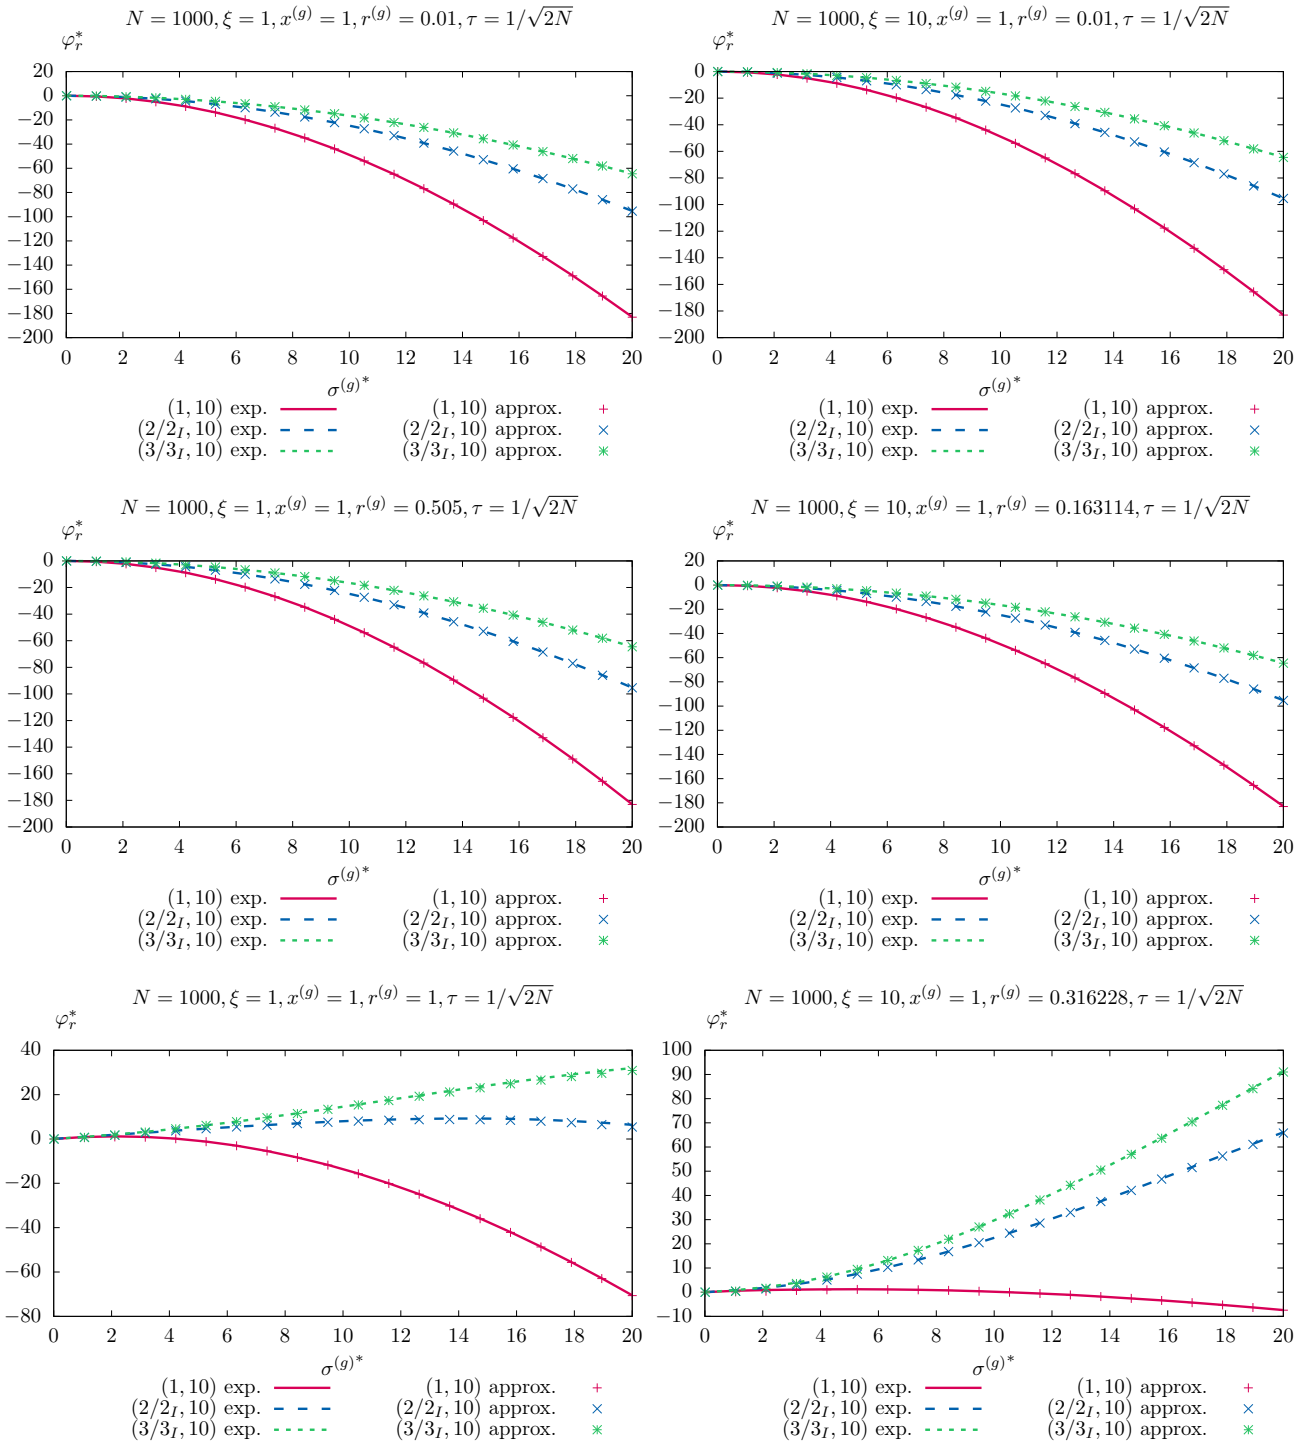 N = 1000, ξ = 1, x^(g) = 1, r^(g) = 0.01, τ = 1/√2N
φ_r^*
20
0
−20
−40
−60
−80
−100
−120
−140
−160
−180
−200
0 2 4 6 8 10 12 14 16 18 20
σ^(g)*
(1, 10) exp. (1, 10) approx.
(2/2_I, 10) exp. (2/2_I, 10) approx.
(3/3_I, 10) exp. (3/3_I, 10) approx.
N = 1000, ξ = 10, x^(g) = 1, r^(g) = 0.01, τ = 1/√2N
φ_r^*
0
−20
−40
−60
−80
−100
−120
−140
−160
−180
−200
0 2 4 6 8 10 12 14 16 18 20
σ^(g)*
(1, 10) exp. (1, 10) approx.
(2/2_I, 10) exp. (2/2_I, 10) approx.
(3/3_I, 10) exp. (3/3_I, 10) approx.
N = 1000, ξ = 1, x^(g) = 1, r^(g) = 0.505, τ = 1/√2N
φ_r^*
0
−20
−40
−60
−80
−100
−120
−140
−160
−180
−200
0 2 4 6 8 10 12 14 16 18 20
σ^(g)*
(1, 10) exp. (1, 10) approx.
(2/2_I, 10) exp. (2/2_I, 10) approx.
(3/3_I, 10) exp. (3/3_I, 10) approx.
N = 1000, ξ = 10, x^(g) = 1, r^(g) = 0.163114, τ = 1/√2N
φ_r^*
20
0
−20
−40
−60
−80
−100
−120
−140
−160
−180
−200
0 2 4 6 8 10 12 14 16 18 20
σ^(g)*
(1, 10) exp. (1, 10) approx.
(2/2_I, 10) exp. (2/2_I, 10) approx.
(3/3_I, 10) exp. (3/3_I, 10) approx.
N = 1000, ξ = 1, x^(g) = 1, r^(g) = 1, τ = 1/√2N
φ_r^*
40
20
0
−20
−40
−60
−80
0 2 4 6 8 10 12 14 16 18 20
σ^(g)*
(1, 10) exp. (1, 10) approx.
(2/2_I, 10) exp. (2/2_I, 10) approx.
(3/3_I, 10) exp. (3/3_I, 10) approx.
N = 1000, ξ = 10, x^(g) = 1, r^(g) = 0.316228, τ = 1/√2N
φ_r^*
100
90
80
70
60
50
40
30
20
10
0
−10
0 2 4 6 8 10 12 14 16 18 20
σ^(g)*
(1, 10) exp. (1, 10) approx.
(2/2_I, 10) exp. (2/2_I, 10) approx.
(3/3_I, 10) exp. (3/3_I, 10) approx.